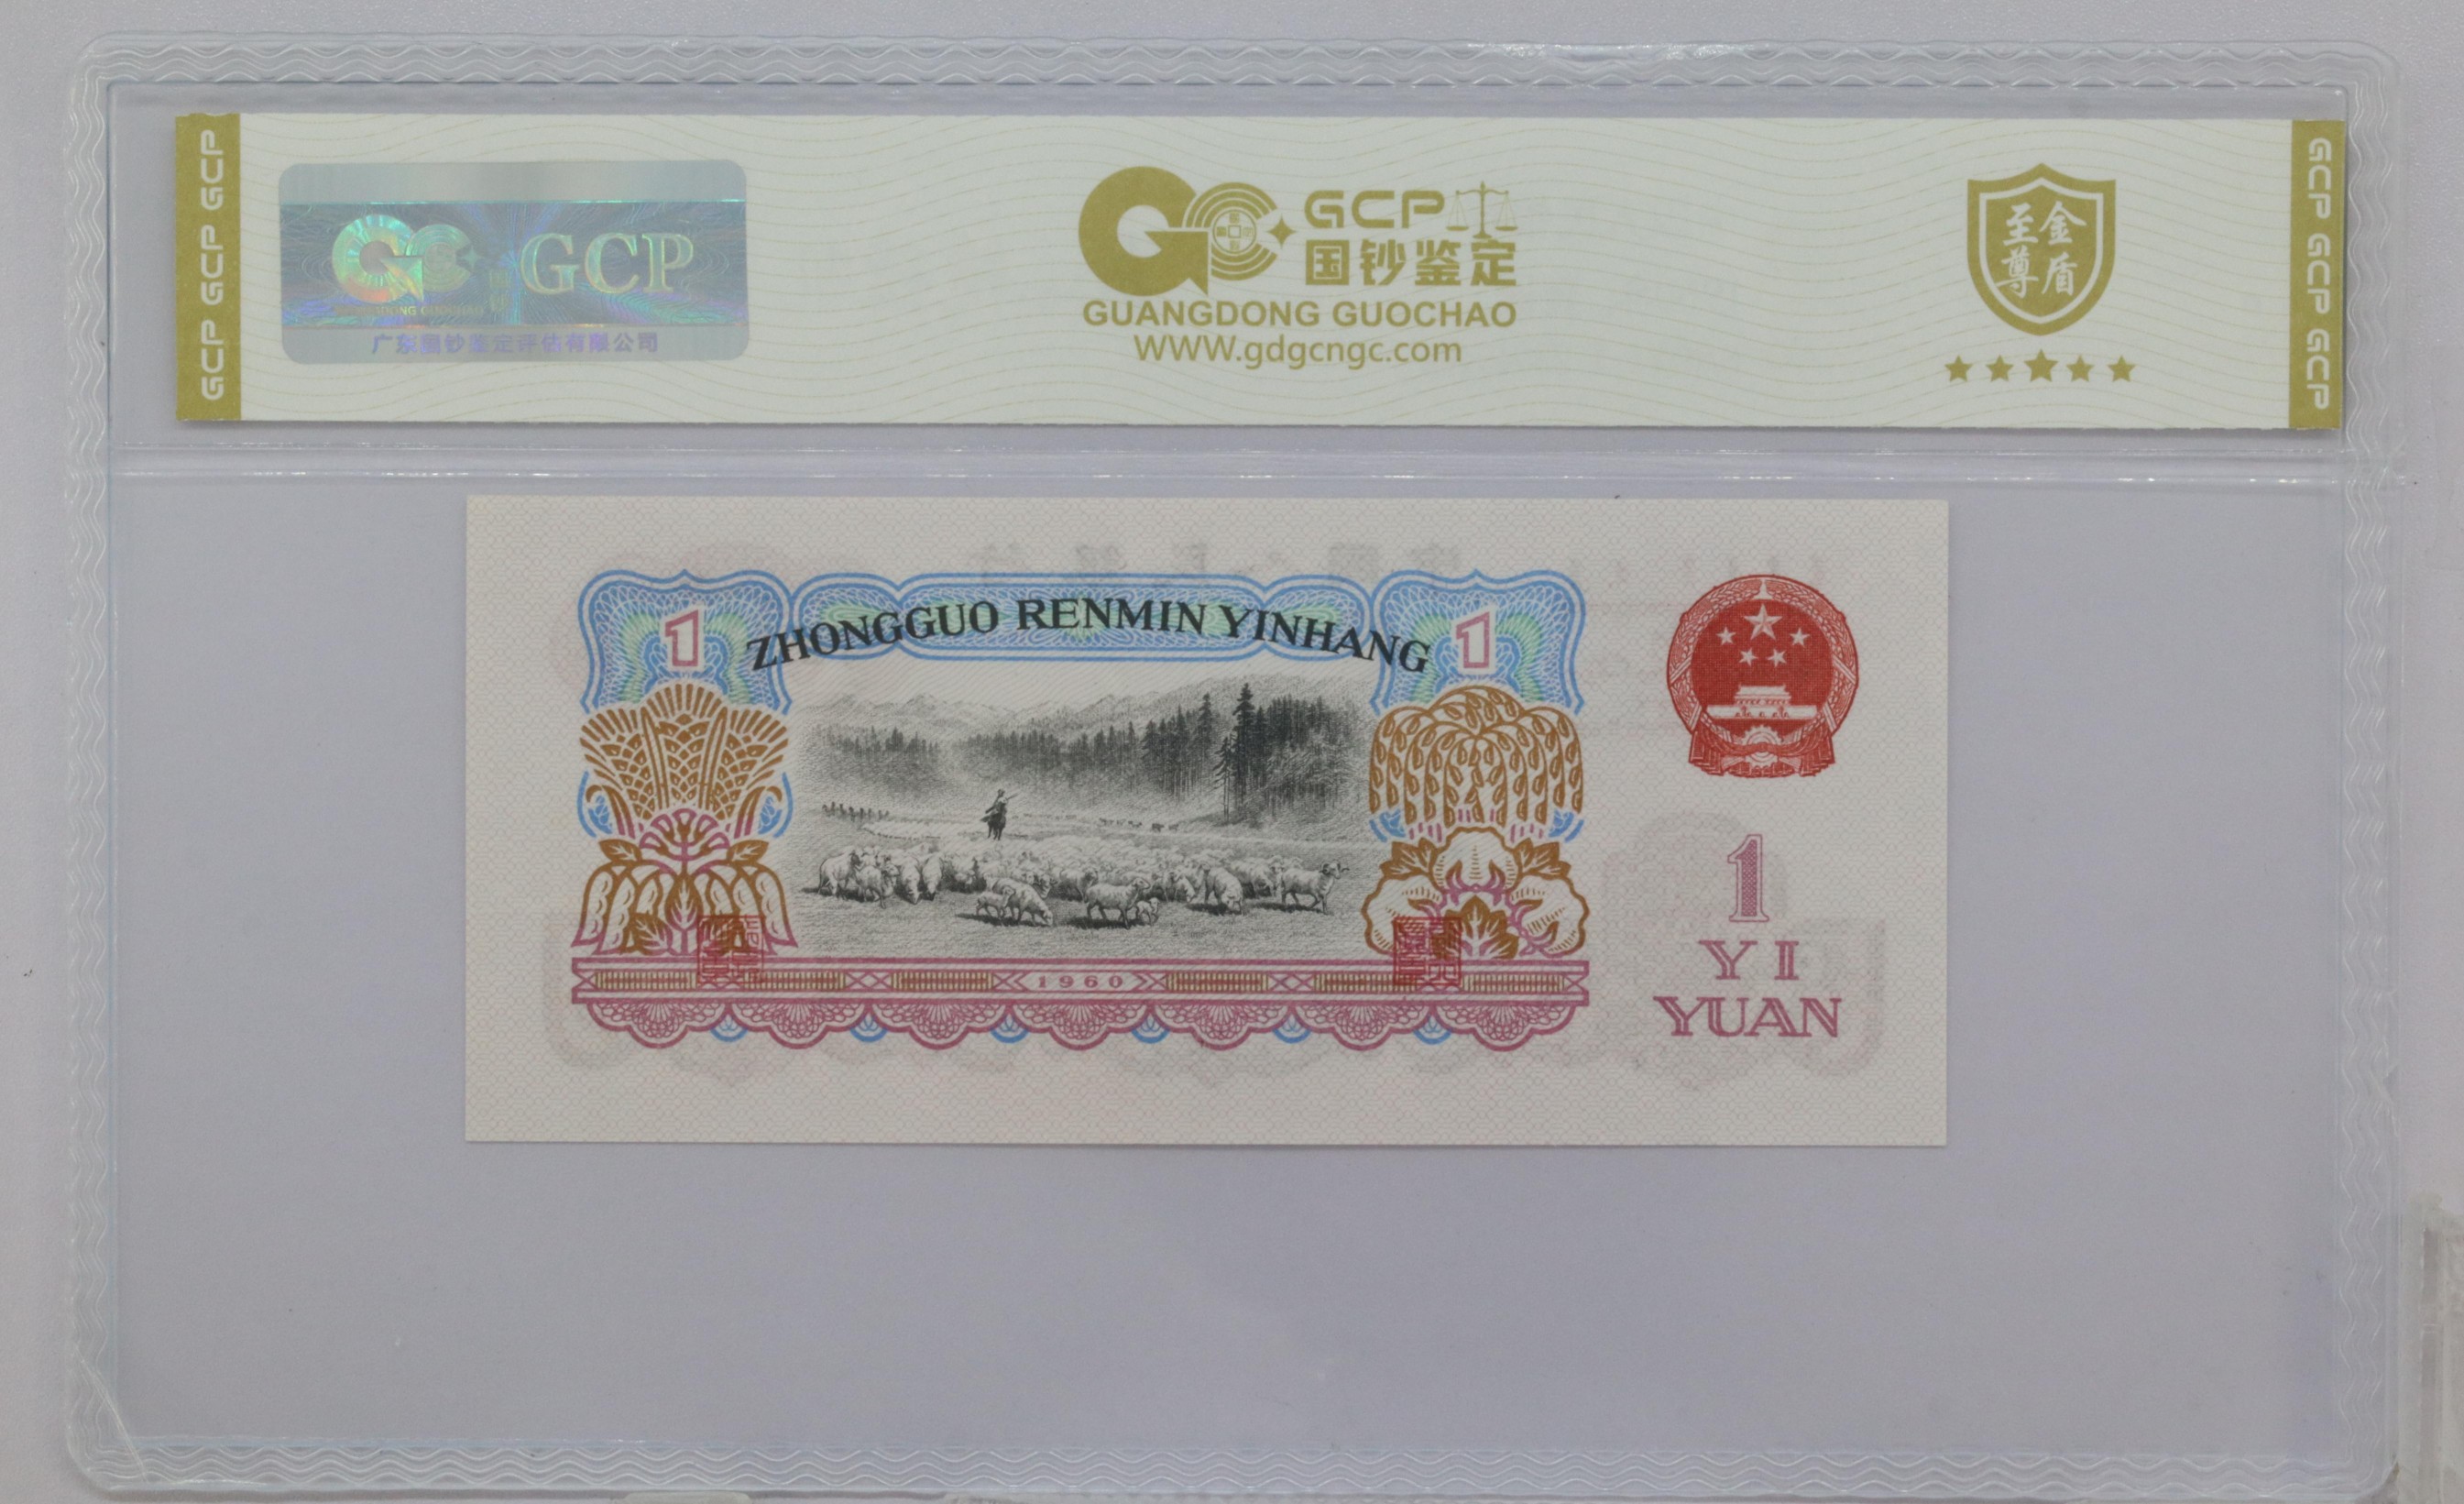 GCP GCP GCP
GCP
GUANGDONG GUOCHAO
广东国钞鉴定评估有限公司
GCP
国钞鉴定
GUANGDONG GUOCHAO
WWW.gdgcngc.com
金盾
至尊
GCP GCP GCP
1
ZHONGGUO RENMIN YINHANG
1
1960
1
YI
YUAN